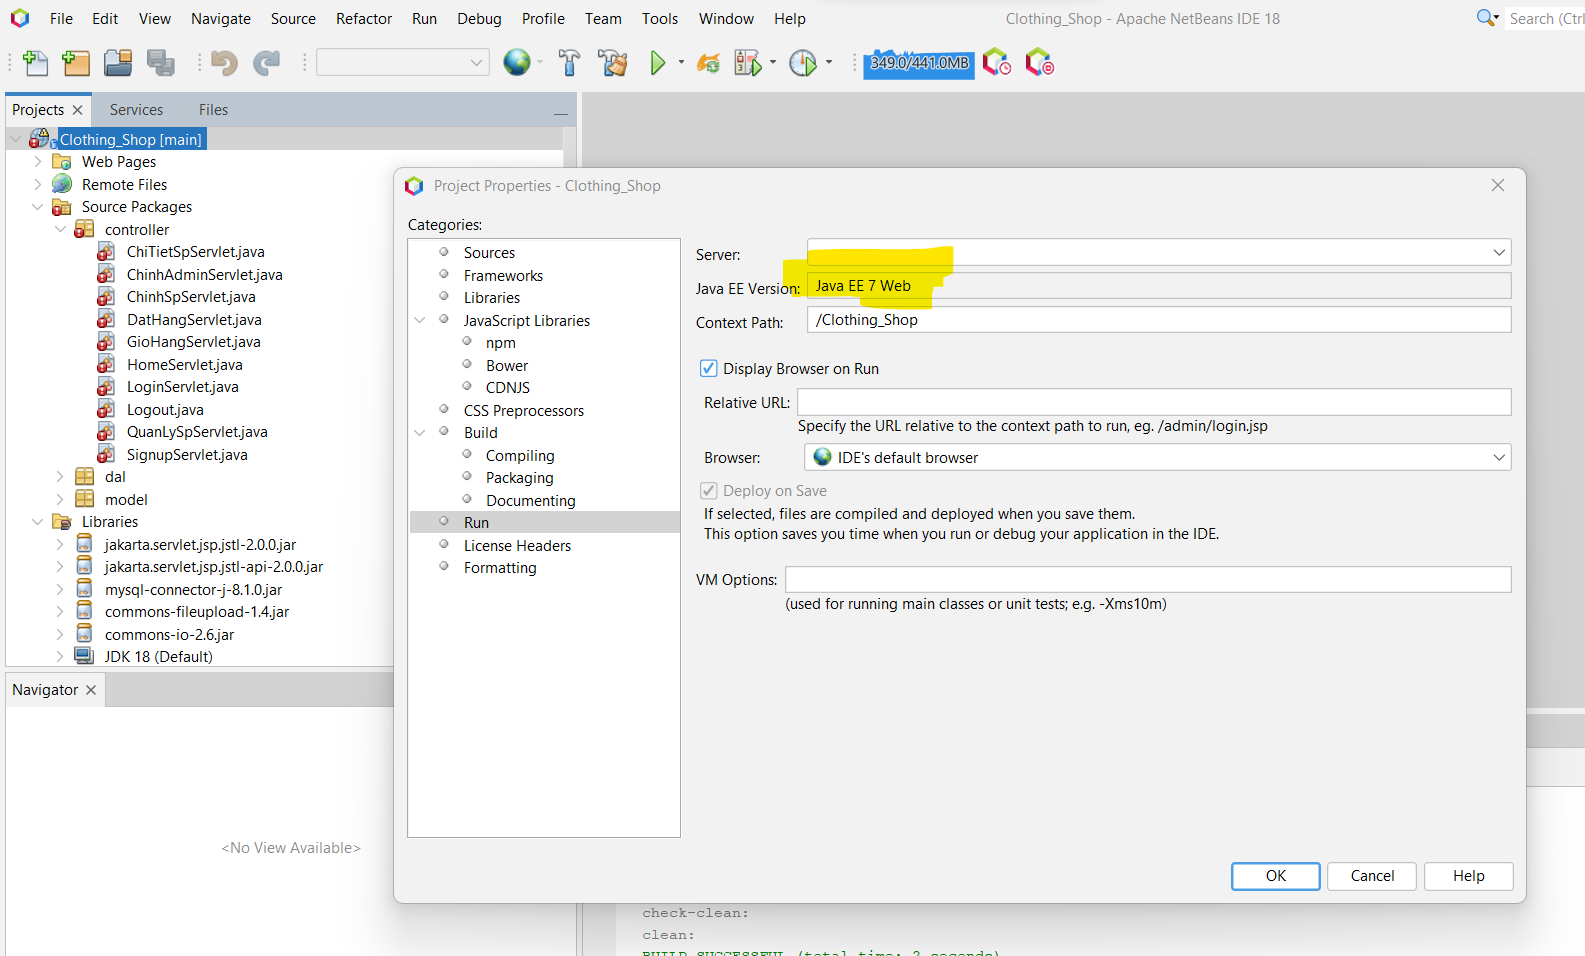 File Edit View Navigate Source Refactor Run Debug Profile Team Tools Window Help Clothing_Shop - Apache NetBeans IDE 18 Search (Ctrl
349.0/441.0MB
Projects Services Files
Clothing_Shop [main]
Web Pages
Remote Files
Source Packages
controller
ChiTietSpServlet.java
ChinhAdminServlet.java
ChinhSpServlet.java
DatHangServlet.java
GioHangServlet.java
HomeServlet.java
LoginServlet.java
Logout.java
QuanLySpServlet.java
SignupServlet.java
dal
model
Libraries
jakarta.servlet.jsp.jstl-2.0.0.jar
jakarta.servlet.jsp.jstl-api-2.0.0.jar
mysql-connector-j-8.1.0.jar
commons-fileupload-1.4.jar
commons-io-2.6.jar
JDK 18 (Default)
Navigator
<No View Available>
Project Properties - Clothing_Shop
Categories:
Sources
Frameworks
Libraries
JavaScript Libraries
npm
Bower
CDNJS
CSS Preprocessors
Build
Compiling
Packaging
Documenting
Run
License Headers
Formatting
Server:
Java EE Version: Java EE 7 Web
Context Path: /Clothing_Shop
Display Browser on Run
Relative URL:
Specify the URL relative to the context path to run, eg. /admin/login.jsp
Browser: IDE's default browser
Deploy on Save
If selected, files are compiled and deployed when you save them.
This option saves you time when you run or debug your application in the IDE.
VM Options:
(used for running main classes or unit tests; e.g. -Xms10m)
OK Cancel Help
check-clean:
clean:
BUILD SUCCESSFUL (total time: 2 seconds)